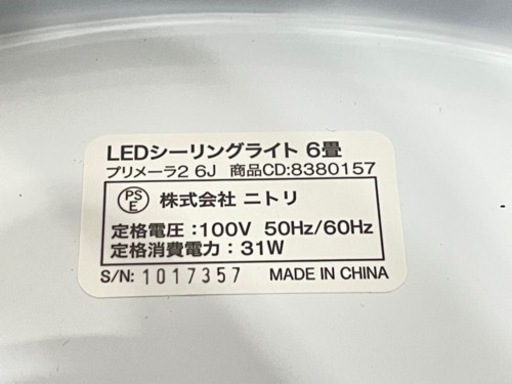 LEDシーリングライト 6畳
プリメーラ2 6J 商品CD:8380157
PSE 株式会社 ニトリ
定格電圧:100V 50Hz/60Hz
定格消費電力:31W
S/N: 1017357 MADE IN CHINA